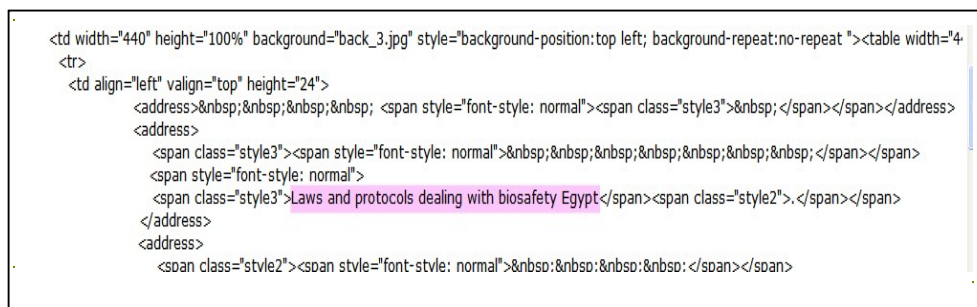 <td width="440" height="100%" background="back_3.jpg" style="background-position:top left; background-repeat:no-repeat "><table width="4
<tr>
<td align="left" valign="top" height="24">
<address>&nbsp;&nbsp;&nbsp;&nbsp; <span style="font-style: normal"><span class="style3">&nbsp;</span></span></address>
<address>
<span class="style3"><span style="font-style: normal">&nbsp;&nbsp;&nbsp;&nbsp;&nbsp;&nbsp;&nbsp;</span></span>
<span style="font-style: normal">
<span class="style3">Laws and protocols dealing with biosafety Egypt</span><span class="style2">.</span></span>
</address>
<address>
<span class="style2"><span style="font-style: normal">&nbsp;&nbsp;&nbsp;&nbsp;</span></span>